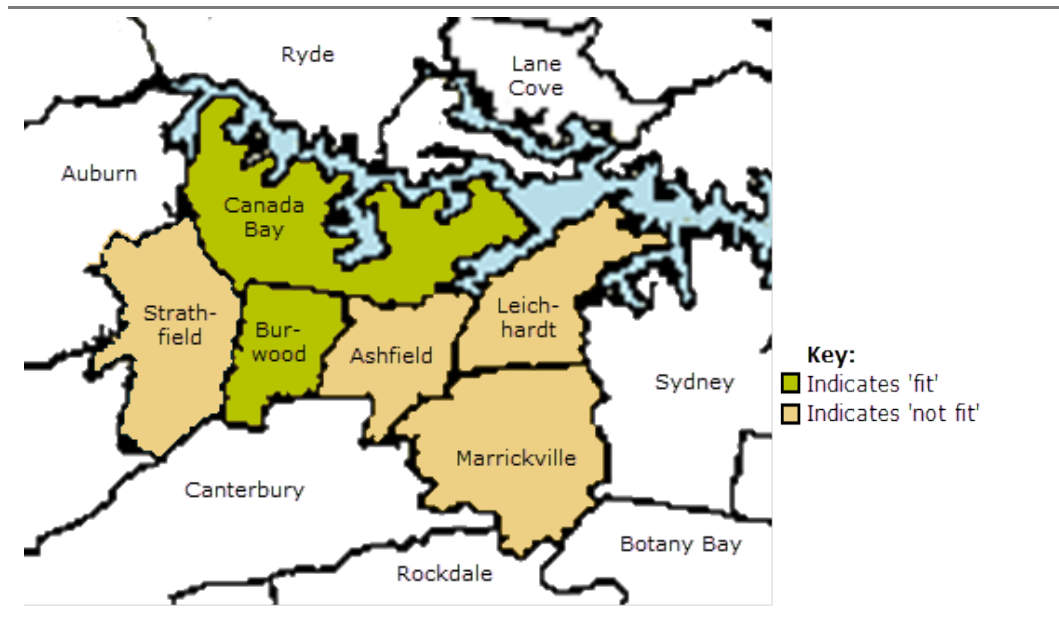 Ryde
Lane
Cove
Auburn
Canada
Bay
Strath-
field
Bur-
wood
Ashfield
Leich-
hardt
Sydney
Marrickville
Canterbury
Botany Bay
Rockdale
Key:
Indicates 'fit'
Indicates 'not fit'